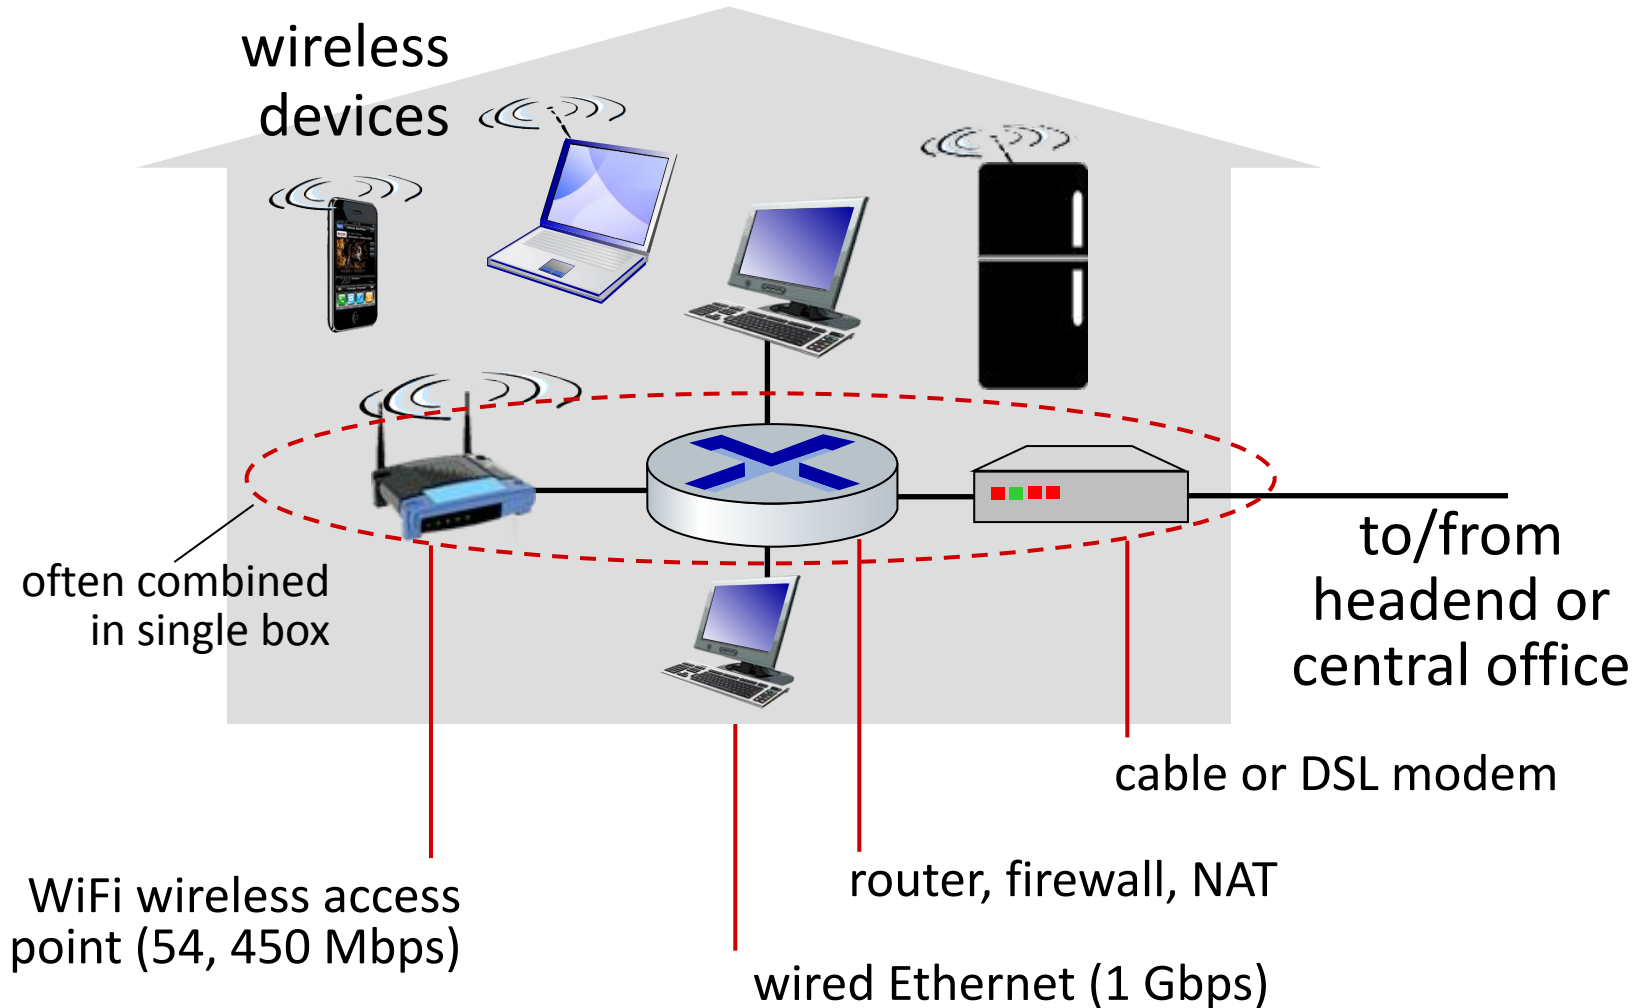 wireless
devices
often combined
in single box
to/from
headend or
central office
cable or DSL modem
router, firewall, NAT
WiFi wireless access
point (54, 450 Mbps)
wired Ethernet (1 Gbps)